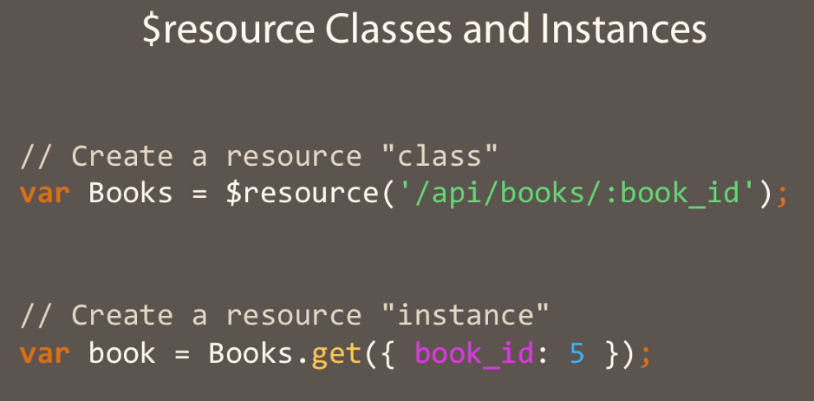 $resource Classes and Instances
// Create a resource "class"
var Books = $resource('/api/books/:book_id');
// Create a resource "instance"
var book = Books.get({ book_id: 5 });